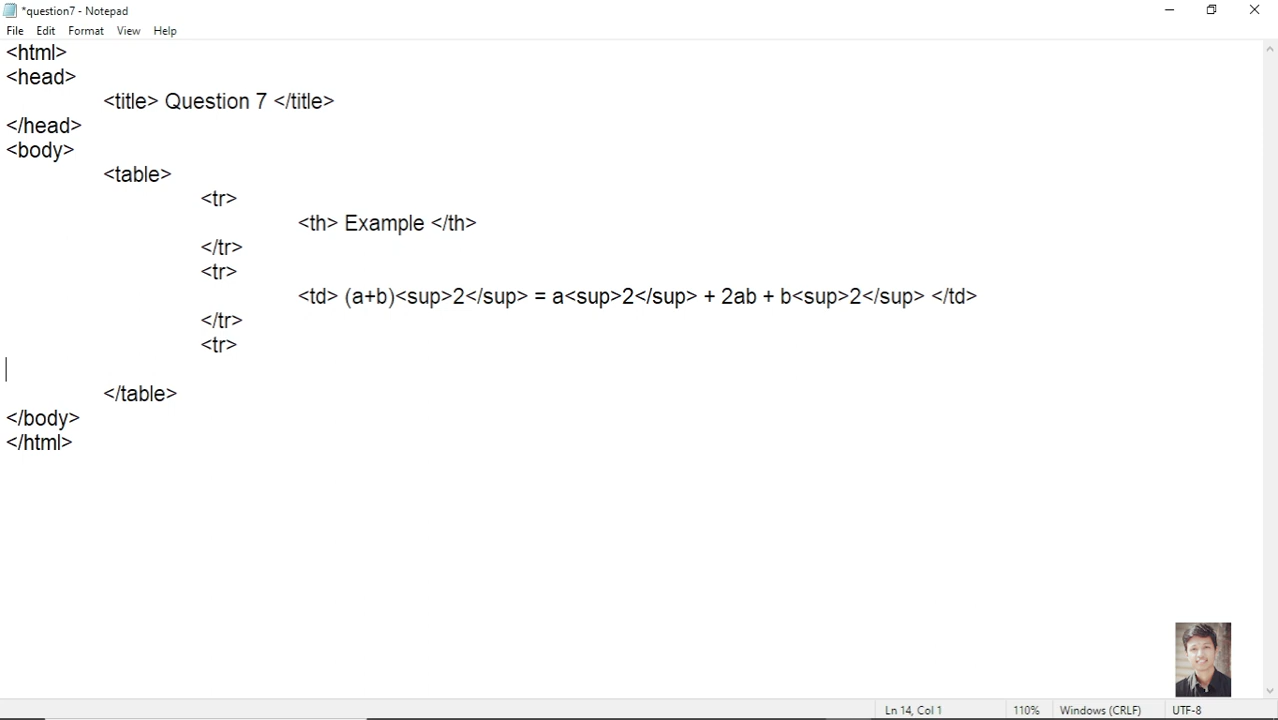 *question7 - Notepad
File Edit Format View Help
<html>
<head>
<title> Question 7 </title>
</head>
<body>
<table>
<tr>
<th> Example </th>
</tr>
<tr>
<td> (a+b)<sup>2</sup> = a<sup>2</sup> + 2ab + b<sup>2</sup> </td>
</tr>
<tr>
</table>
</body>
</html>
Ln 14, Col 1 110% Windows (CRLF) UTF-8